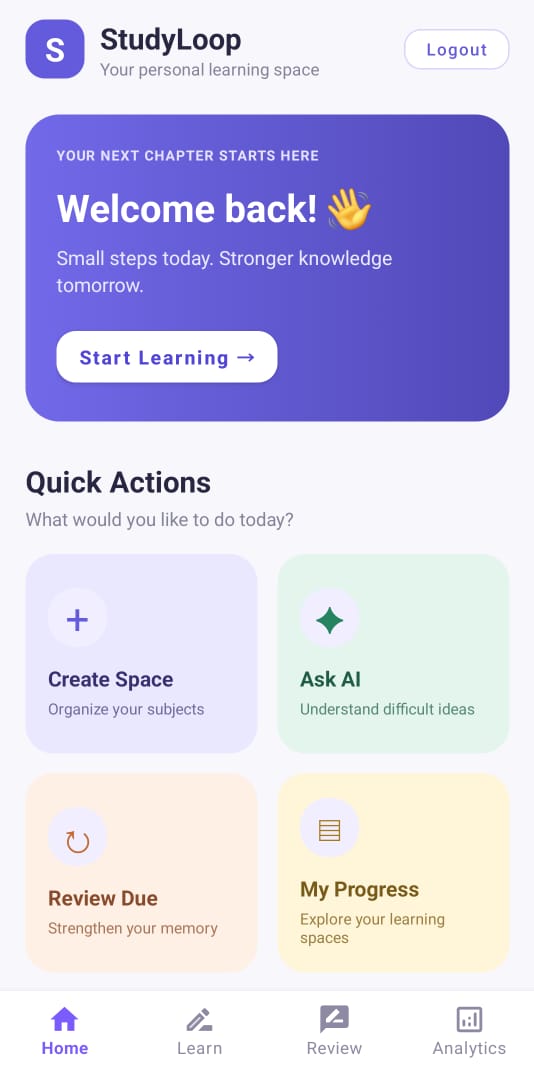 S
StudyLoop
Your personal learning space
Logout
YOUR NEXT CHAPTER STARTS HERE
Welcome back! 👋
Small steps today. Stronger knowledge
tomorrow.
Start Learning →
Quick Actions
What would you like to do today?
Create Space
Organize your subjects
Ask AI
Understand difficult ideas
Review Due
Strengthen your memory
My Progress
Explore your learning
spaces
Home
Learn
Review
Analytics